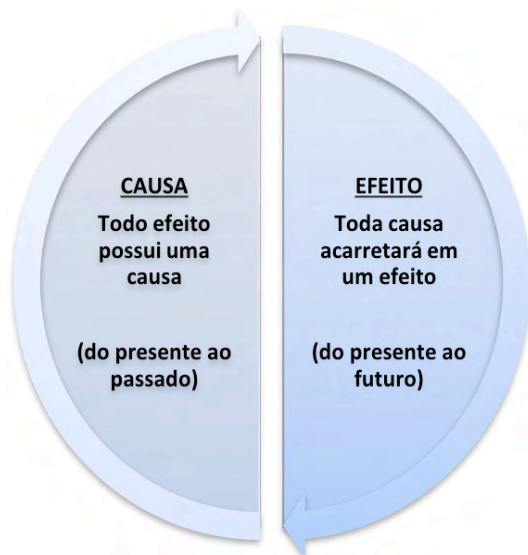 CAUSA
Todo efeito
possui uma
causa
(do presente ao
passado)
EFEITO
Toda causa
acarretará em
um efeito
(do presente ao
futuro)